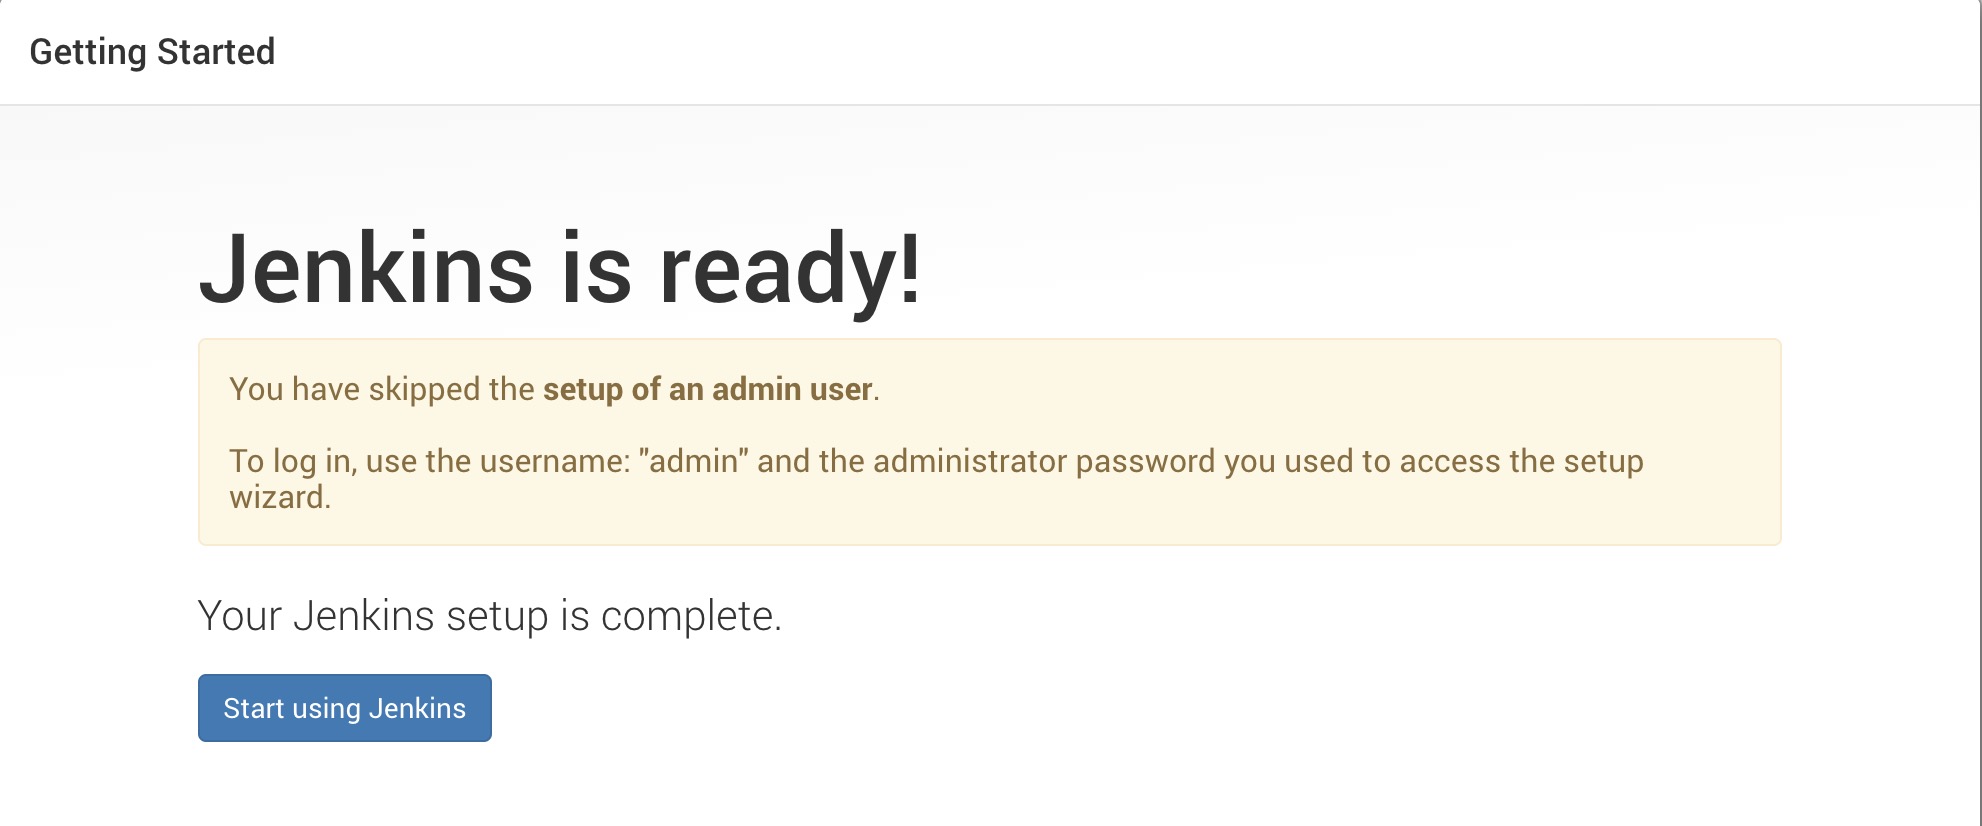 Getting Started
Jenkins is ready!
You have skipped the setup of an admin user.
To log in, use the username: "admin" and the administrator password you used to access the setup
wizard.
Your Jenkins setup is complete.
Start using Jenkins